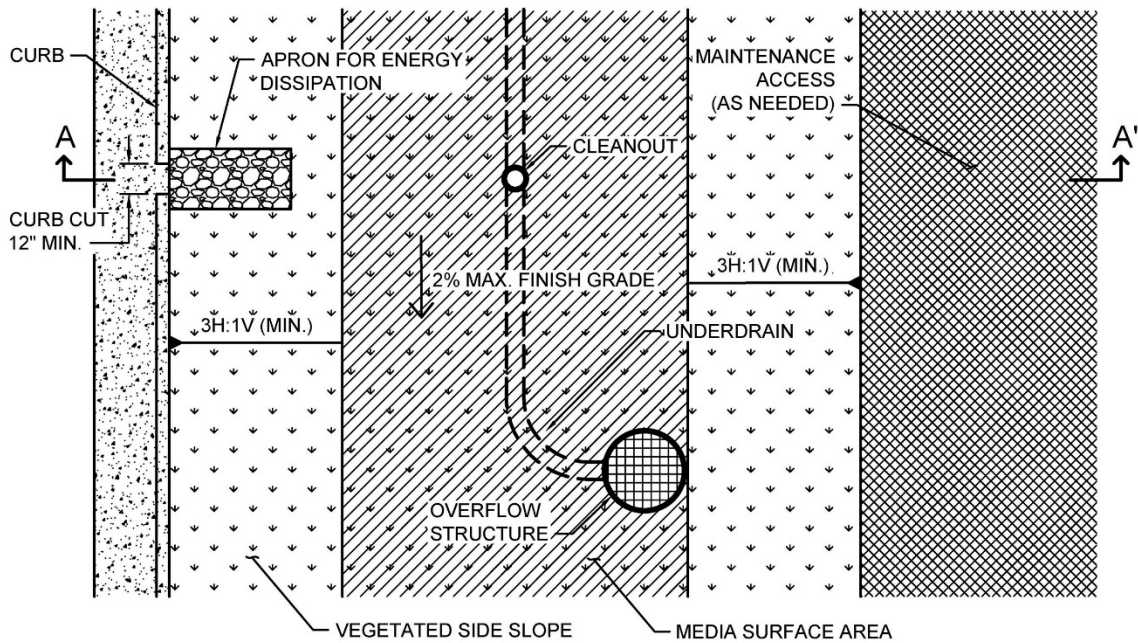 CURB
APRON FOR ENERGY
DISSIPATION
MAINTENANCE
ACCESS
(AS NEEDED)
A
A'
CLEANOUT
CURB CUT
12" MIN.
2% MAX. FINISH GRADE
3H:1V (MIN.)
3H:1V (MIN.)
UNDERDRAIN
OVERFLOW
STRUCTURE
VEGETATED SIDE SLOPE
MEDIA SURFACE AREA